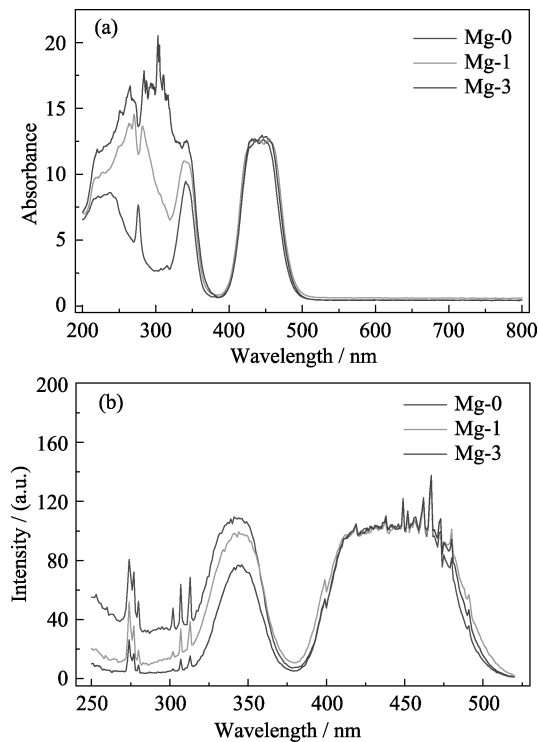 (a)
Mg-0
Mg-1
Mg-3
20
15
10
5
0
Absorbance
200 300 400 500 600 700 800
Wavelength / nm
(b)
Mg-0
Mg-1
Mg-3
200
160
120
80
40
0
Intensity / (a.u.)
250 300 350 400 450 500
Wavelength / nm